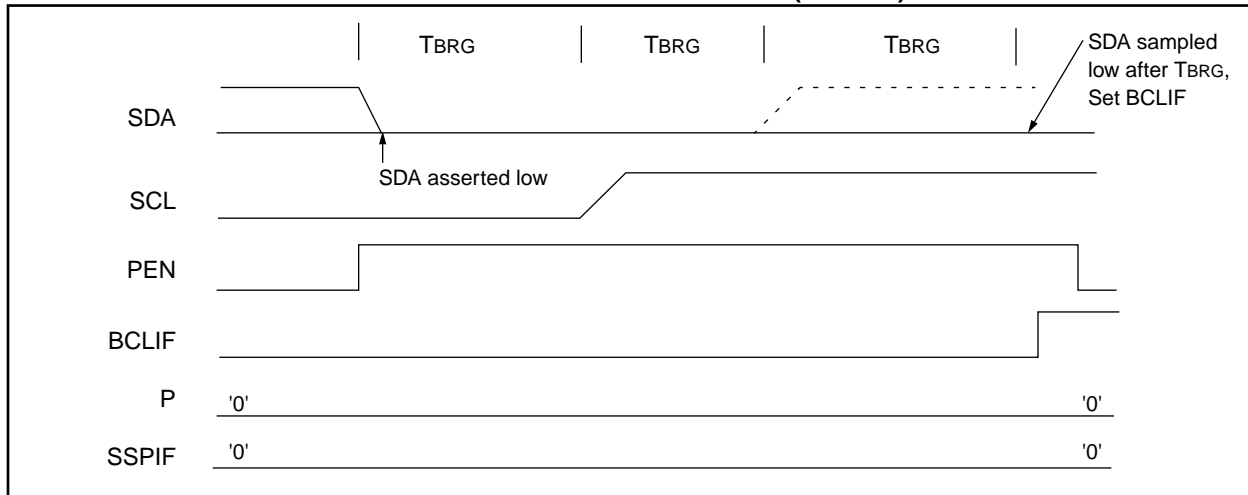 TBRG TBRG TBRG
SDA sampled
low after TBRG,
Set BCLIF
SDA
SDA asserted low
SCL
PEN
BCLIF
P '0' '0'
SSPIF '0' '0'